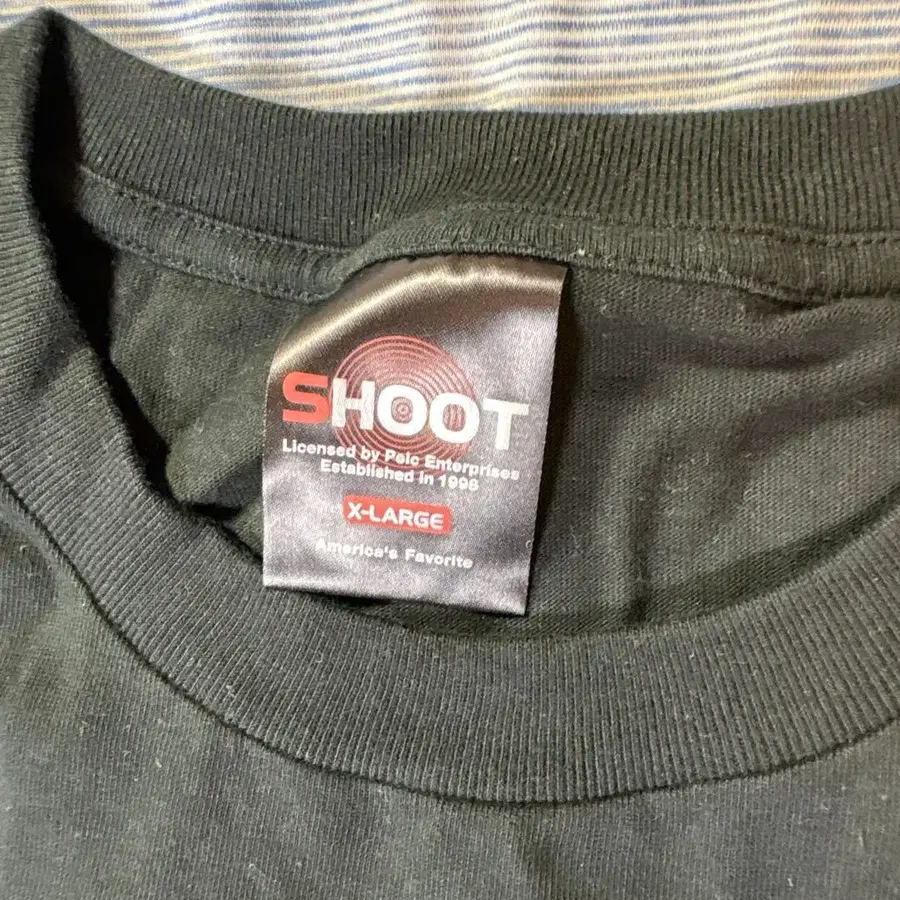 SHOOT
Licensed by Pelc Enterprises
Established in 1998
X-LARGE
America's Favorite